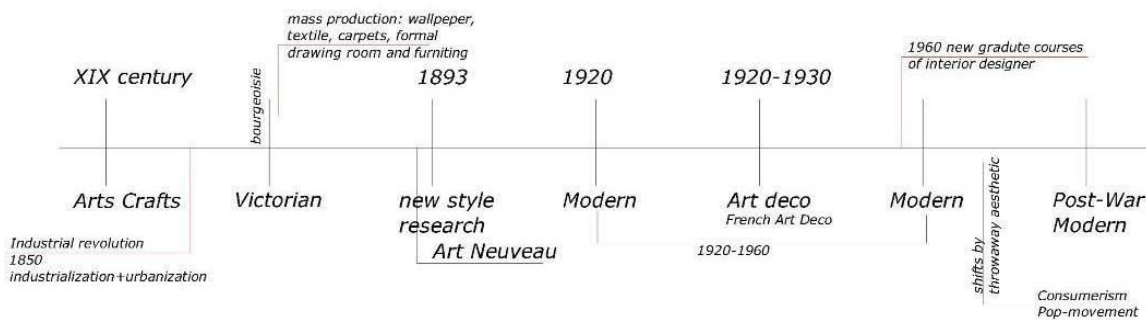 mass production: wallpeper,
textile, carpets, formal
drawing room and furniting
1960 new gradute courses
of interior designer
XIX century
bourgeoisie
1893
1920
1920-1930
Arts Crafts
Victorian
new style
research
Art Neuveau
Modern
Art deco
French Art Deco
Modern
Post-War
Modern
1920-1960
Industrial revolution
1850
industrialization+urbanization
shifts by
throwaway aesthetic
Consumerism
Pop-movement